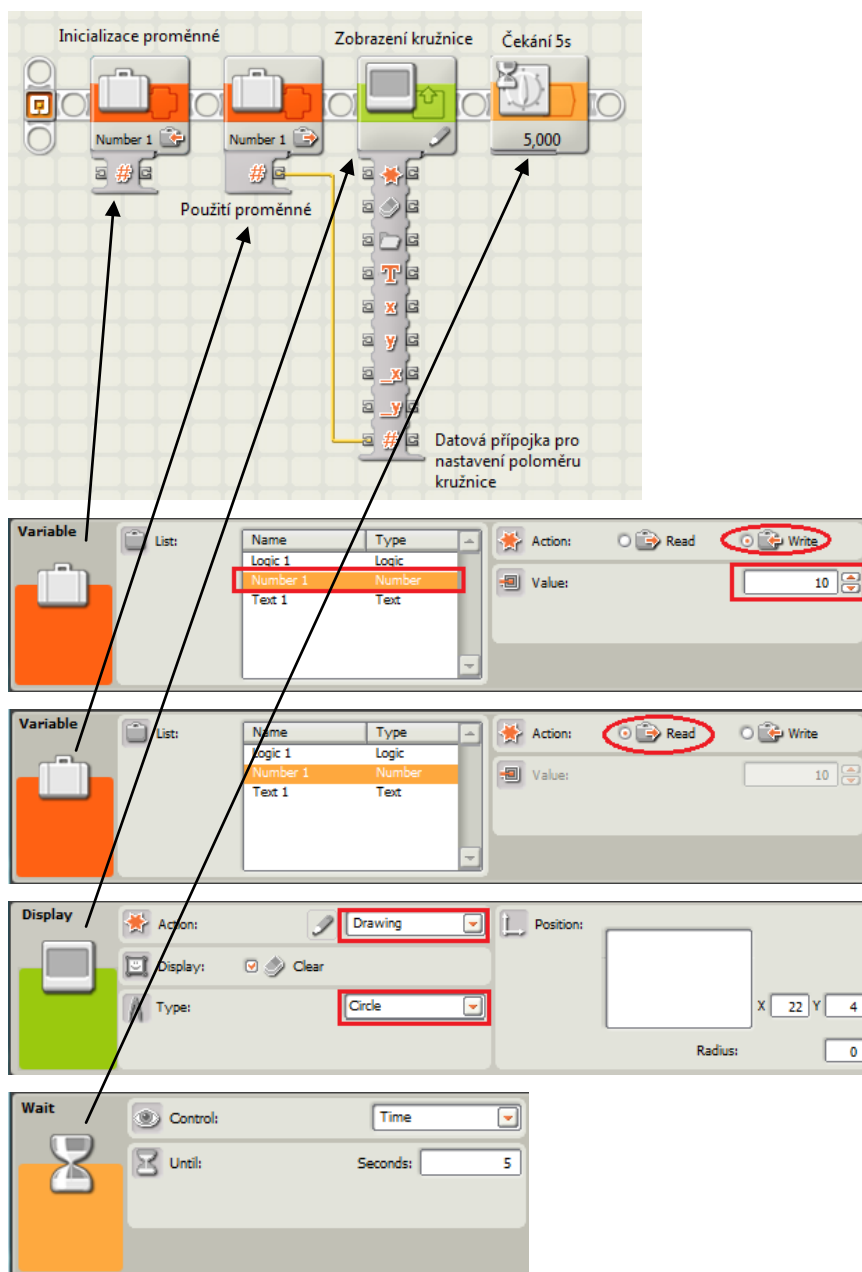 Inicializace proměnné
Zobrazení kružnice
Čekání 5s
Number 1
Number 1
5,000
#
#
Použití proměnné
T
x
y
_x
_y
#
Datová přípojka pro
nastavení poloměru
kružnice
Variable
List:
Name Type
Logic 1 Logic
Number 1 Number
Text 1 Text
Action: Read Write
Value: 10
Variable
List:
Name Type
Logic 1 Logic
Number 1 Number
Text 1 Text
Action: Read Write
Value: 10
Display
Action: Drawing
Display: Clear
Type: Circle
Position:
X 22 Y 4
Radius: 0
Wait
Control: Time
Until: Seconds: 5